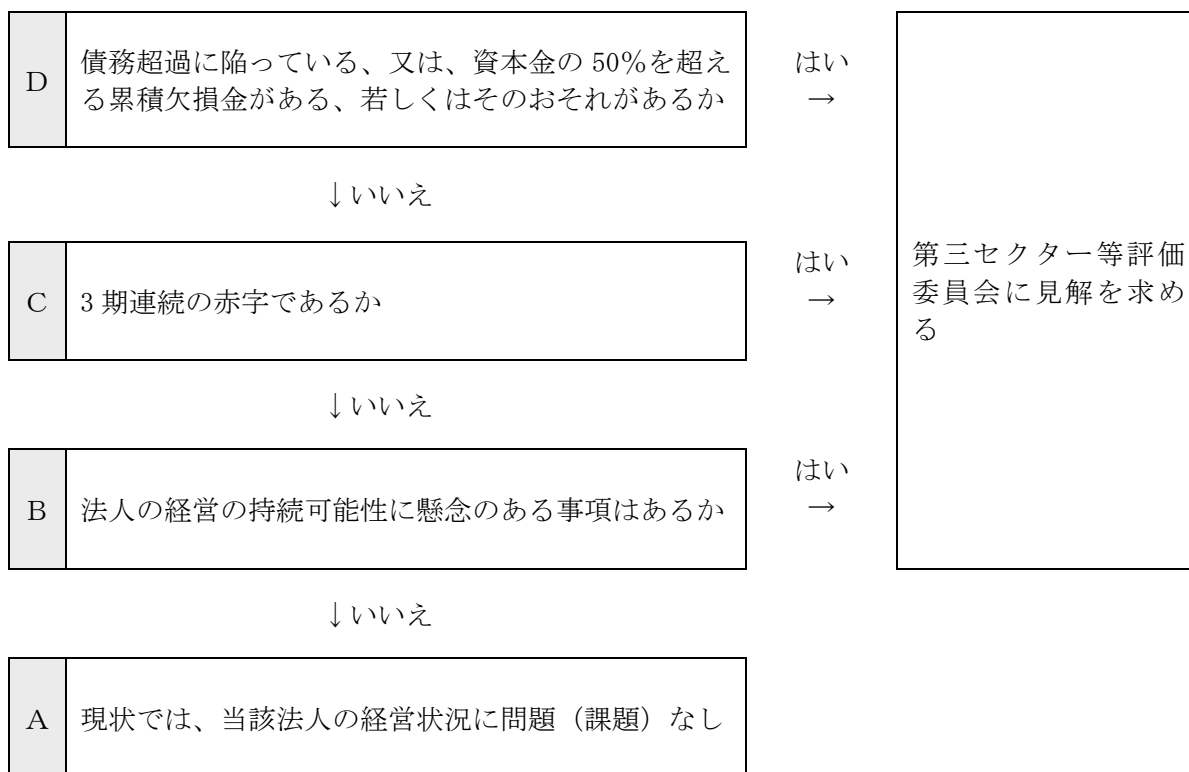 D
債務超過に陥っている、又は、資本金の 50%を超え
る累積欠損金がある、若しくはそのおそれがあるか
はい
→
↓いいえ
C
3 期連続の赤字であるか
はい
→
第三セクター等評価
委員会に見解を求め
る
↓いいえ
B
法人の経営の持続可能性に懸念のある事項はあるか
はい
→
↓いいえ
A
現状では、当該法人の経営状況に問題（課題）なし